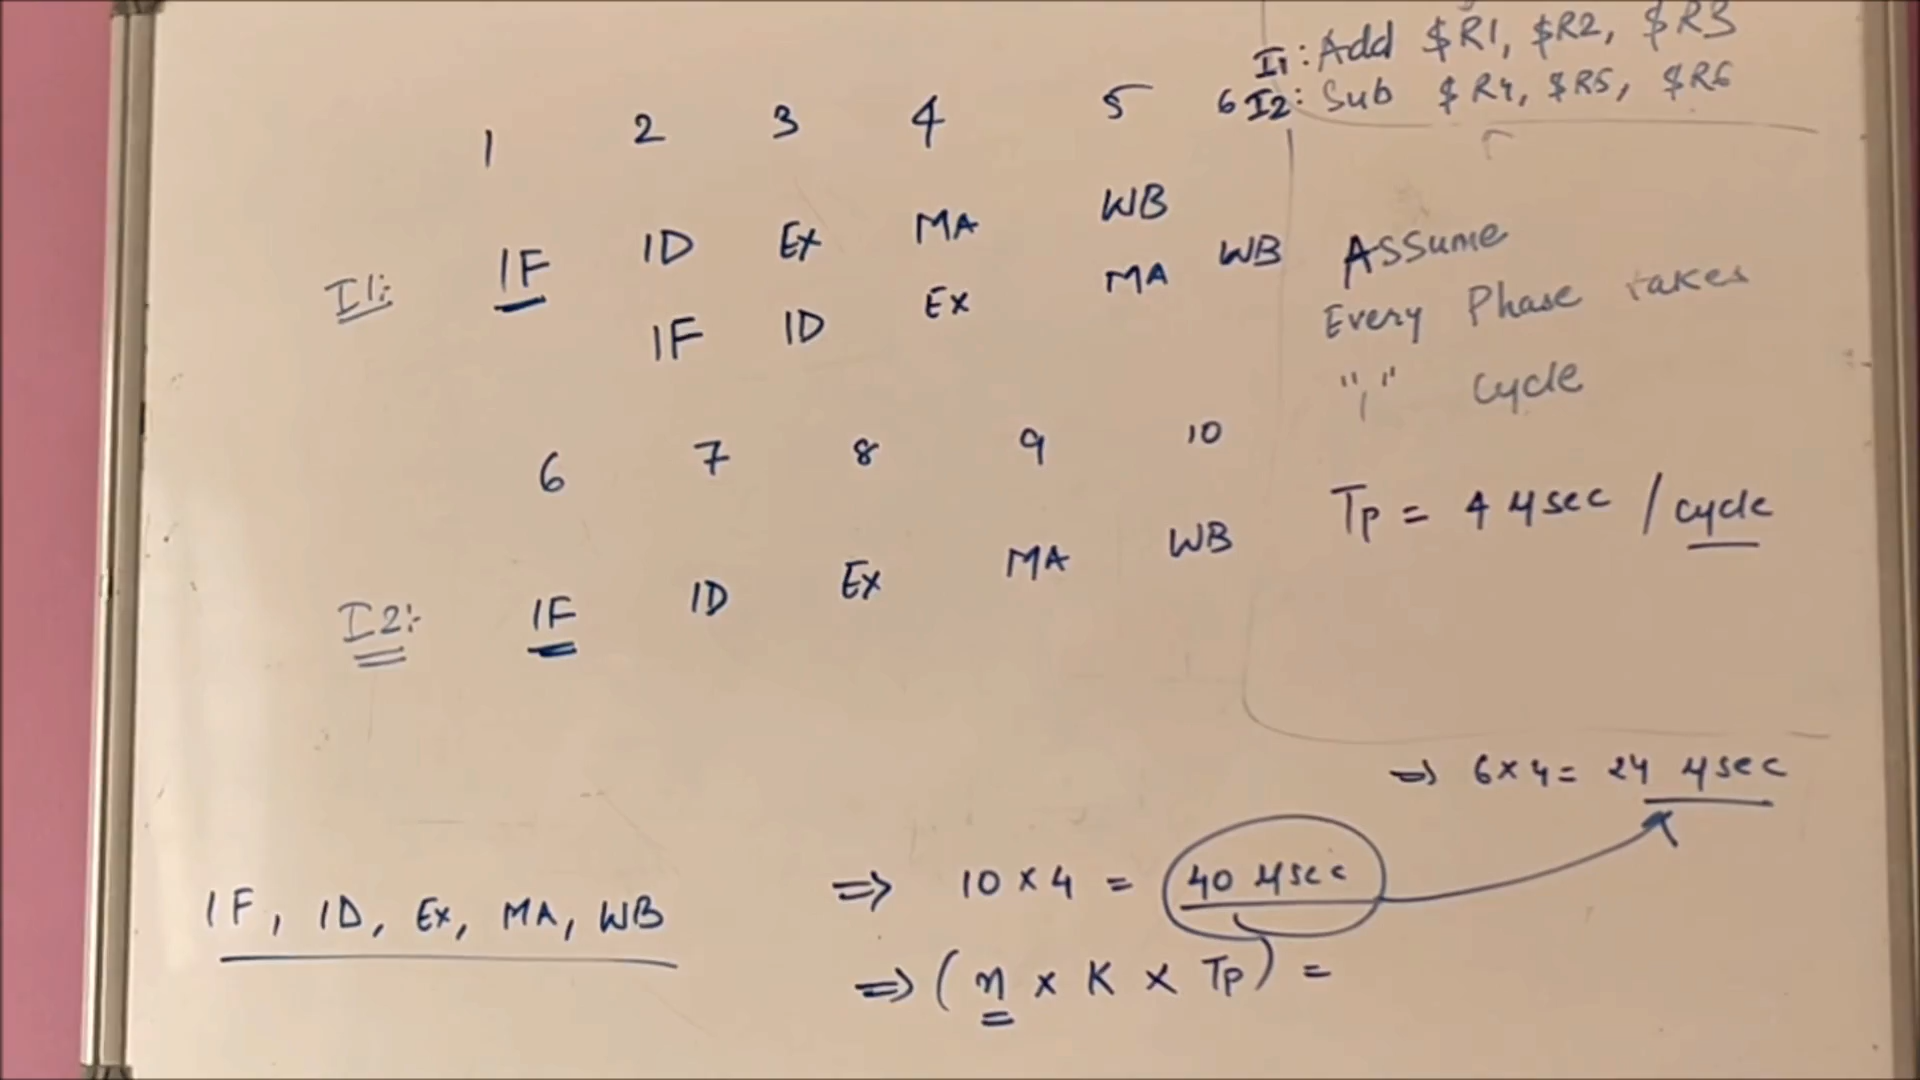 I1: Add $R1, $R2, $R3
I2: Sub $R4, $R5, $R6
1 2 3 4 5 6
I1: IF ID Ex MA WB
IF ID Ex MA WB
6 7 8 9 10
I2: IF ID Ex MA WB
Assume
Every Phase takes
"1" cycle
Tp = 4 μsec / cycle
⇒ 6 × 4 = 24 μsec
IF, ID, Ex, MA, WB
⇒ 10 × 4 = 40 μsec
⇒ (n × K × Tp) =